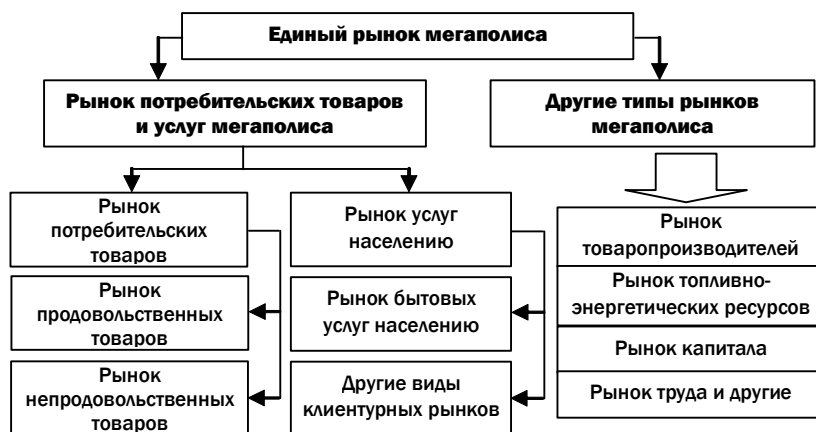 Единый рынок мегаполиса
Рынок потребительских товаров
и услуг мегаполиса
Другие типы рынков
мегаполиса
Рынок
потребительских
товаров
Рынок
продовольственных
товаров
Рынок
непродовольственных
товаров
Рынок услуг
населению
Рынок бытовых
услуг населению
Другие виды
клиентурных рынков
Рынок
товаропроизводителей
Рынок топливно-
энергетических ресурсов
Рынок капитала
Рынок труда и другие